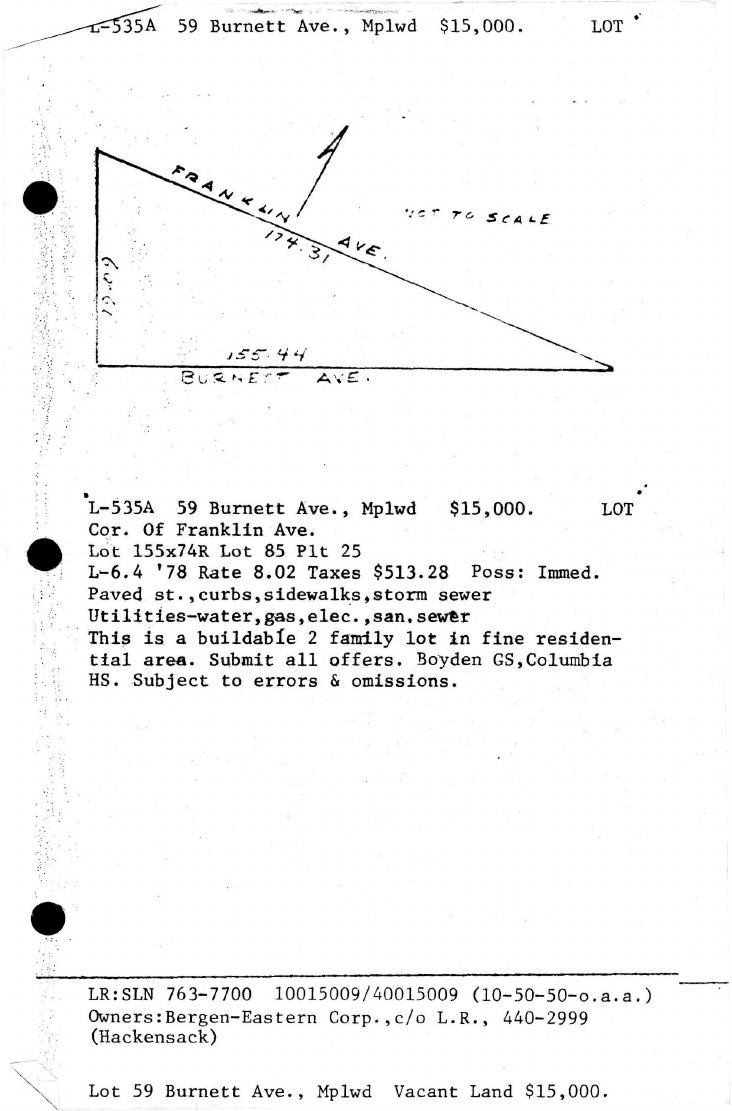 L-535A 59 Burnett Ave., Mplwd $15,000. LOT
FRANKLIN AVE.
174.31
NOT TO SCALE
79.09
155.44
BURNETT AVE.
L-535A 59 Burnett Ave., Mplwd $15,000. LOT
Cor. Of Franklin Ave.
Lot 155x74R Lot 85 Plt 25
L-6.4 '78 Rate 8.02 Taxes $513.28 Poss: Immed.
Paved st.,curbs,sidewalks,storm sewer
Utilities-water,gas,elec.,san.sewer
This is a buildable 2 family lot in fine residen-
tial area. Submit all offers. Boyden GS,Columbia
HS. Subject to errors & omissions.
LR:SLN 763-7700 10015009/40015009 (10-50-50-o.a.a.)
Owners:Bergen-Eastern Corp.,c/o L.R., 440-2999
(Hackensack)
Lot 59 Burnett Ave., Mplwd Vacant Land $15,000.